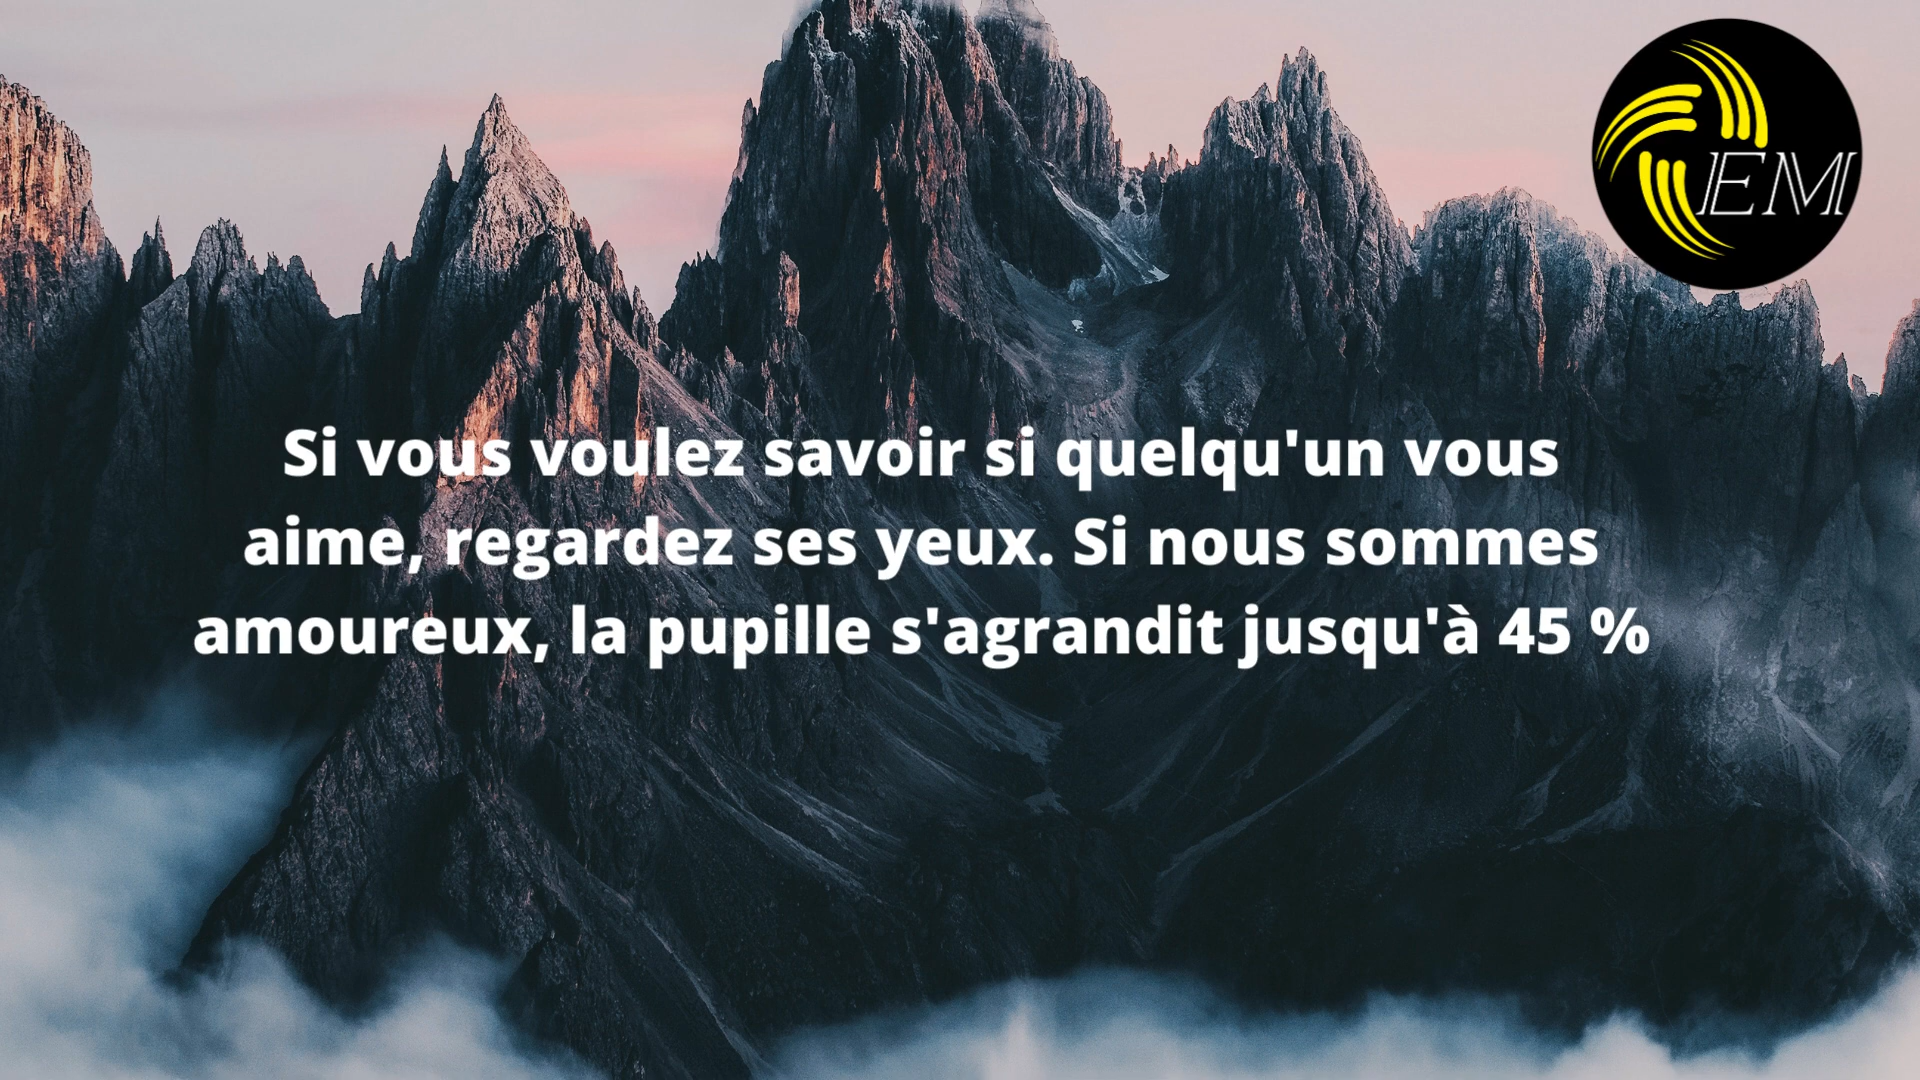 EM
Si vous voulez savoir si quelqu'un vous
aime, regardez ses yeux. Si nous sommes
amoureux, la pupille s'agrandit jusqu'à 45 %